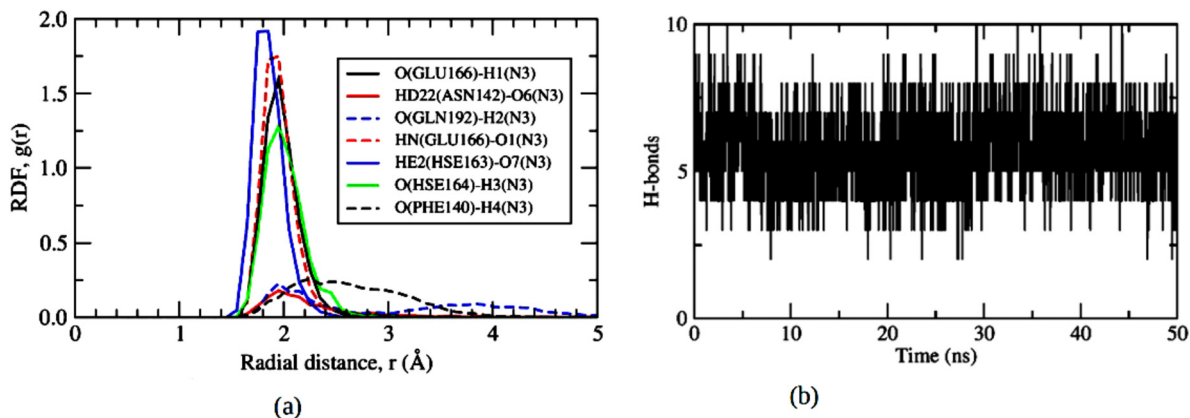 2.0
1.5
1.0
0.5
0.0
RDF, g(r)
O(GLU166)-H1(N3)
HD22(ASN142)-O6(N3)
O(GLN192)-H2(N3)
HN(GLU166)-O1(N3)
HE2(HSE163)-O7(N3)
O(HSE164)-H3(N3)
O(PHE140)-H4(N3)
0 1 2 3 4 5
Radial distance, r (Å)
(a)
10
5
0
H-bonds
0 10 20 30 40 50
Time (ns)
(b)